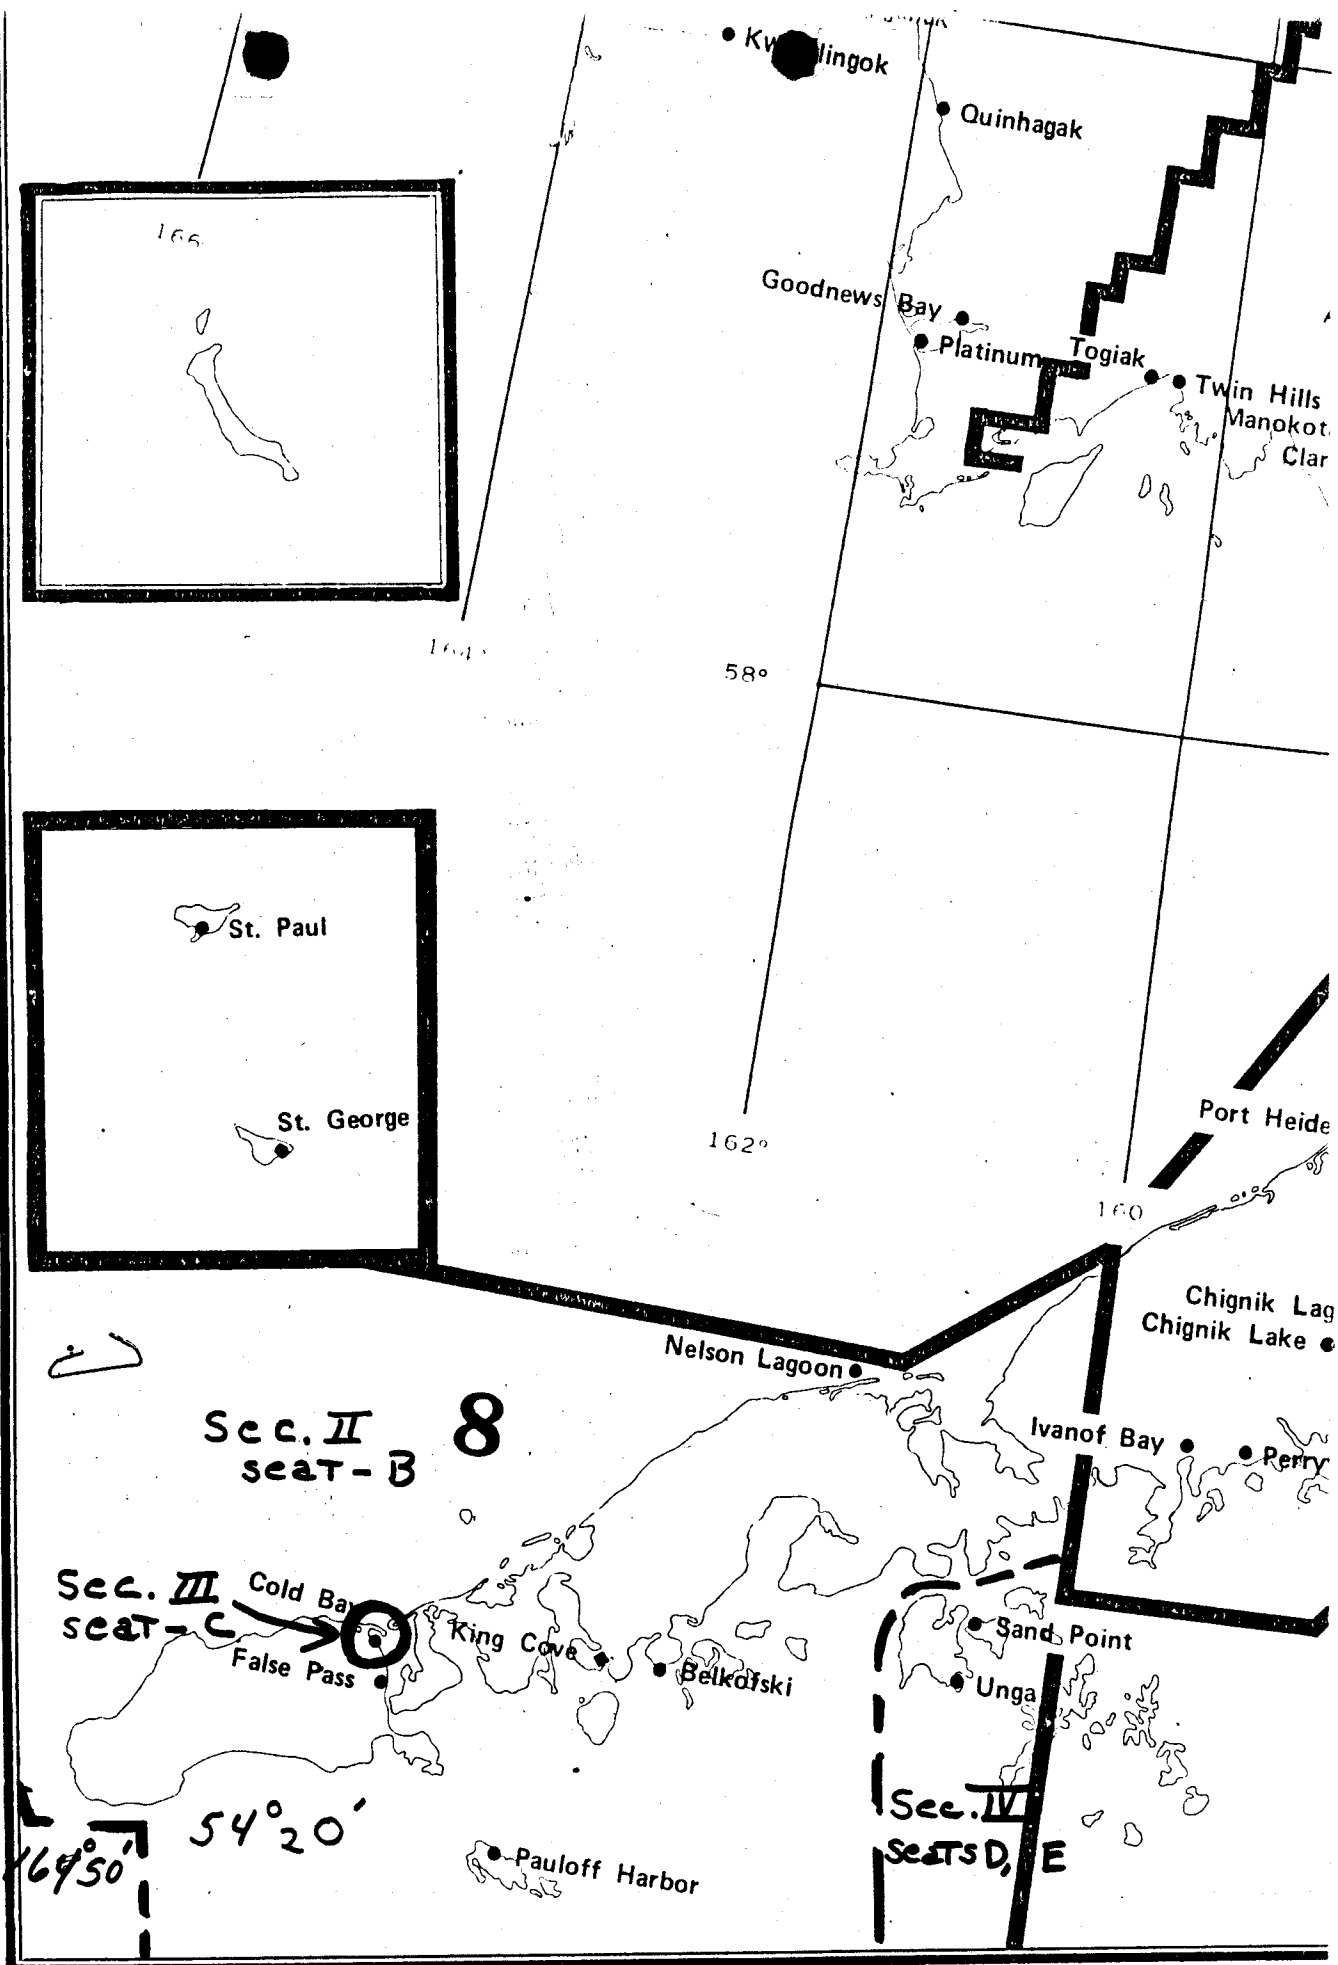 lingok
Quinhagak
166
Goodnews Bay
Platinum
Togiak
Twin Hills
Manokot
Clar
164°
58°
St. Paul
St. George
162°
160
Port Heide
Chignik Lag
Chignik Lake
Nelson Lagoon
Sec. II
seat-B
8
Ivanof Bay
Perry
Sec. III
seat-C
Cold Bay
King Cove
False Pass
Belkofski
Sand Point
Unga
54°20'
Sec. IV
seats D, E
Pauloff Harbor